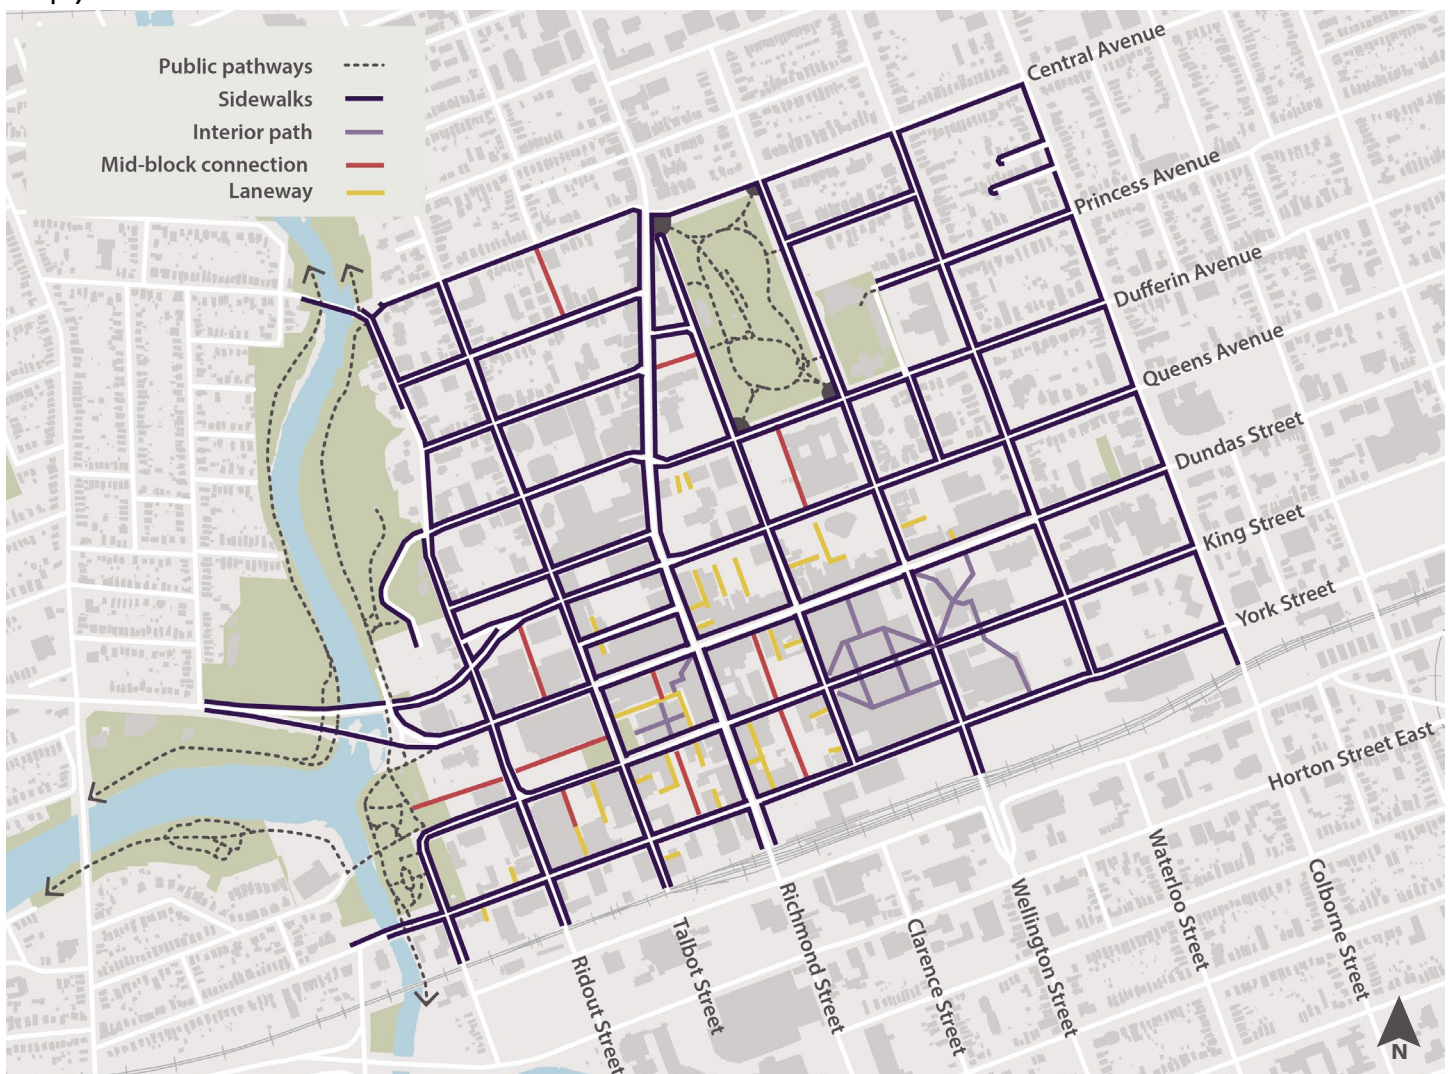 Public pathways
Sidewalks
Interior path
Mid-block connection
Laneway
Central Avenue
Princess Avenue
Dufferin Avenue
Queens Avenue
Dundas Street
King Street
York Street
Horton Street East
Ridout Street
Talbot Street
Richmond Street
Clarence Street
Wellington Street
Waterloo Street
Colborne Street
N